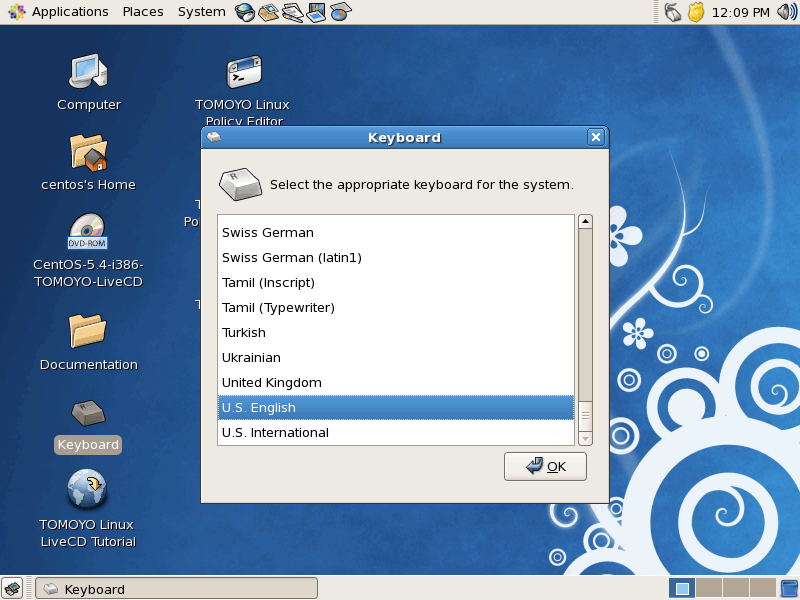 Applications Places System 12:09 PM
Computer
TOMOYO Linux
Policy Editor
centos's Home
DVD-ROM
CentOS-5.4-i386-
TOMOYO-LiveCD
Documentation
Keyboard
TOMOYO Linux
LiveCD Tutorial
Keyboard
R
Select the appropriate keyboard for the system.
Swiss German
Swiss German (latin1)
Tamil (Inscript)
Tamil (Typewriter)
Turkish
Ukrainian
United Kingdom
U.S. English
U.S. International
OK
Keyboard